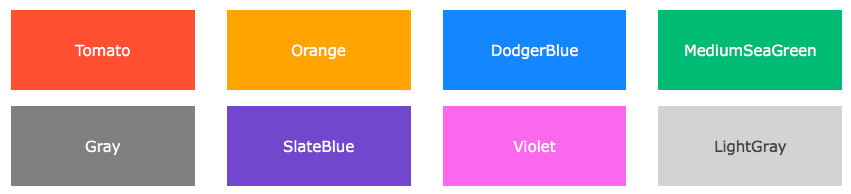 Tomato
Orange
DodgerBlue
MediumSeaGreen
Gray
SlateBlue
Violet
LightGray